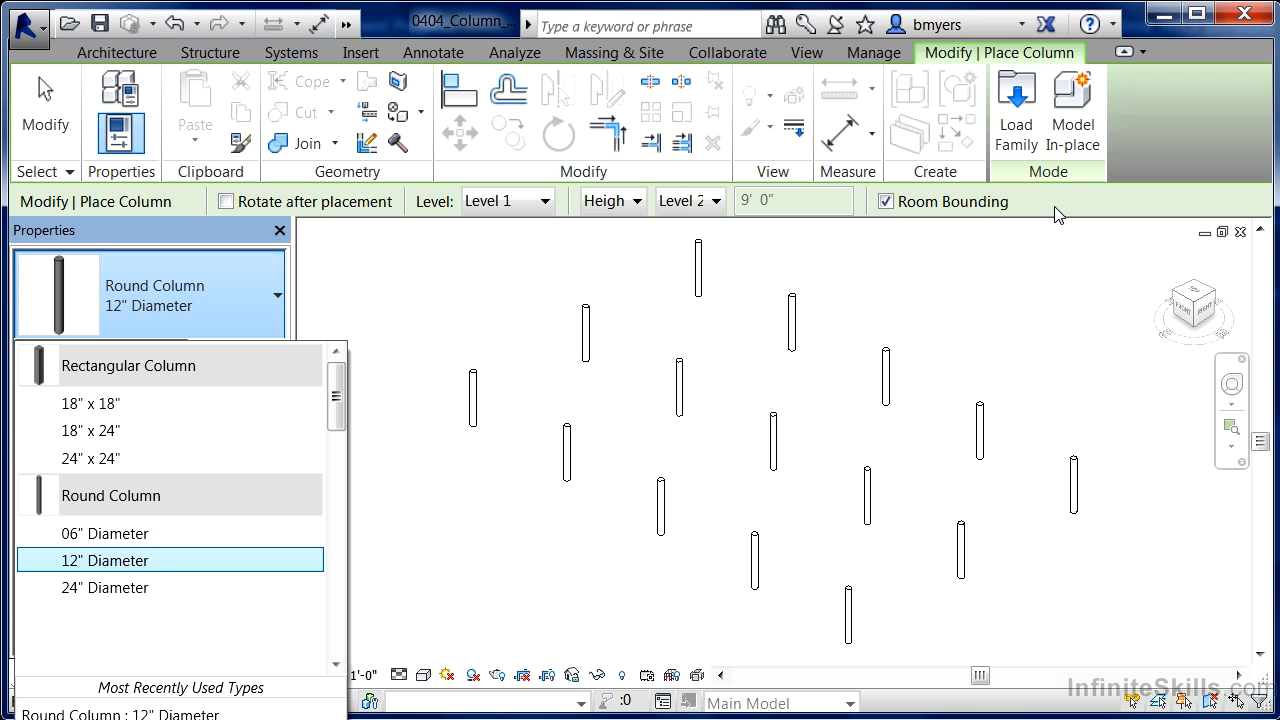 0404_Column_...
Type a keyword or phrase
bmyers
Architecture Structure Systems Insert Annotate Analyze Massing & Site Collaborate View Manage Modify | Place Column
Modify
Paste
Cope
Cut
Join
Load Family
Model In-place
Select Properties Clipboard Geometry Modify View Measure Create Mode
Modify | Place Column Rotate after placement Level: Level 1 Heigh Level 2 9' 0" Room Bounding
Properties
Round Column
12" Diameter
TOP
FRONT RIGHT
Rectangular Column
18" x 18"
18" x 24"
24" x 24"
Round Column
06" Diameter
12" Diameter
24" Diameter
1'-0"
Most Recently Used Types
InfiniteSkills.com
:0 Main Model
Round Column : 12" Diameter